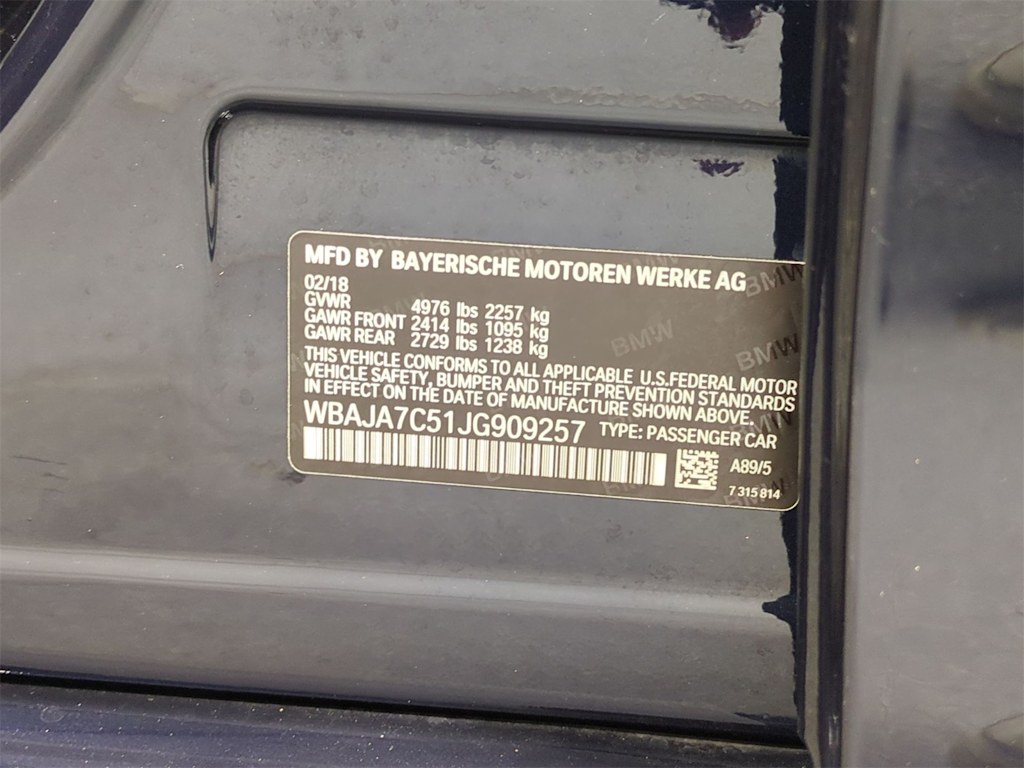 MFD BY BAYERISCHE MOTOREN WERKE AG
02/18
GVWR 4976 lbs 2257 kg
GAWR FRONT 2414 lbs 1095 kg
GAWR REAR 2729 lbs 1238 kg
THIS VEHICLE CONFORMS TO ALL APPLICABLE U.S.FEDERAL MOTOR
VEHICLE SAFETY, BUMPER AND THEFT PREVENTION STANDARDS
IN EFFECT ON THE DATE OF MANUFACTURE SHOWN ABOVE.
WBAJA7C51JG909257 TYPE: PASSENGER CAR
A89/5
7 315 814
BMW
BMW
BMW